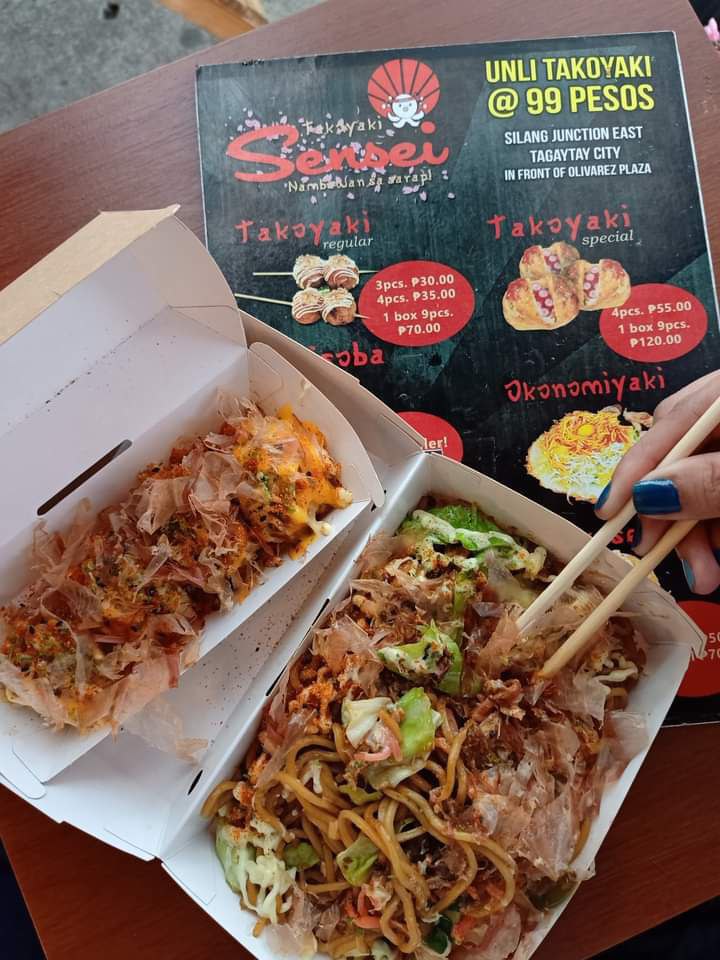 Takoyaki
Sensei
Nambawan sa sarap!
UNLI TAKOYAKI
@ 99 PESOS
SILANG JUNCTION EAST
TAGAYTAY CITY
IN FRONT OF OLIVAREZ PLAZA
Takoyaki
regular
3pcs. ₱30.00
4pcs. ₱35.00
1 box 9pcs.
₱70.00
Takoyaki
special
4pcs. ₱55.00
1 box 9pcs.
₱120.00
Okonomiyaki